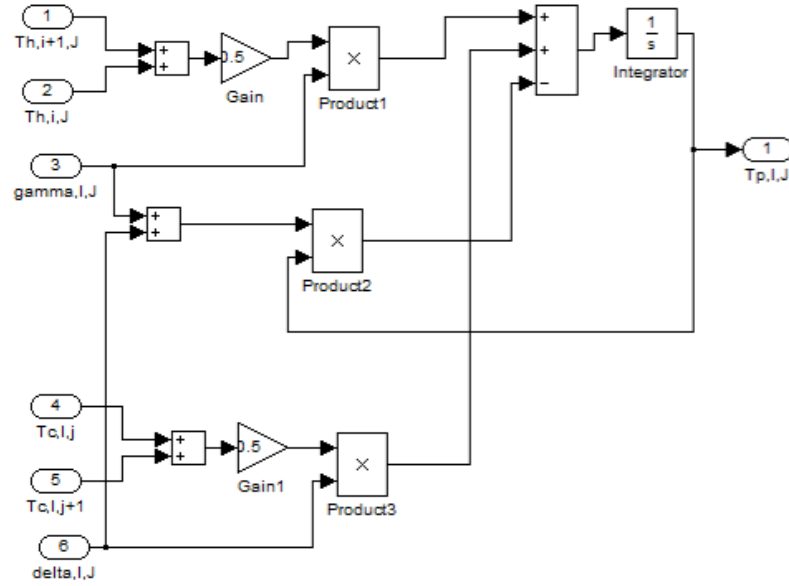 1
Th,i+1,J
2
Th,i,J
+
+
0.5
Gain
×
Product1
+
+
−
1
s
Integrator
3
gamma,I,J
+
+
×
Product2
1
Tp,I,J
4
Tc,I,j
5
Tc,I,j+1
+
+
0.5
Gain1
×
Product3
6
delta,I,J